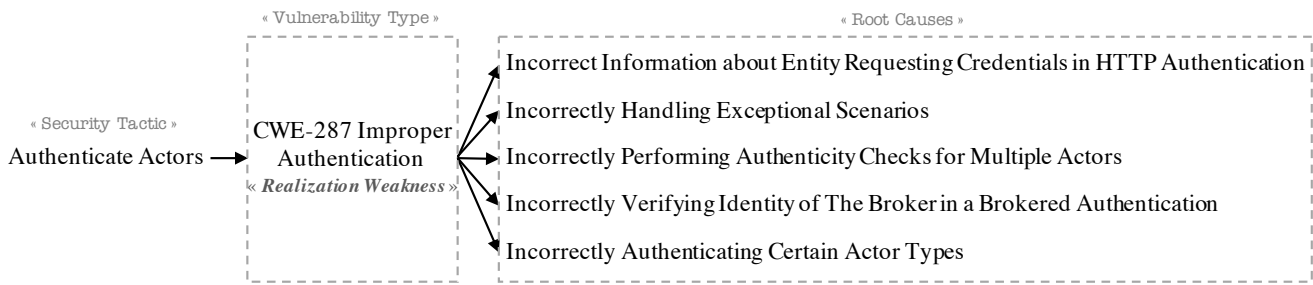 « Vulnerability Type »
« Root Causes »
« Security Tactic »
Authenticate Actors
CWE-287 Improper
Authentication
« Realization Weakness »
Incorrect Information about Entity Requesting Credentials in HTTP Authentication
Incorrectly Handling Exceptional Scenarios
Incorrectly Performing Authenticity Checks for Multiple Actors
Incorrectly Verifying Identity of The Broker in a Brokered Authentication
Incorrectly Authenticating Certain Actor Types